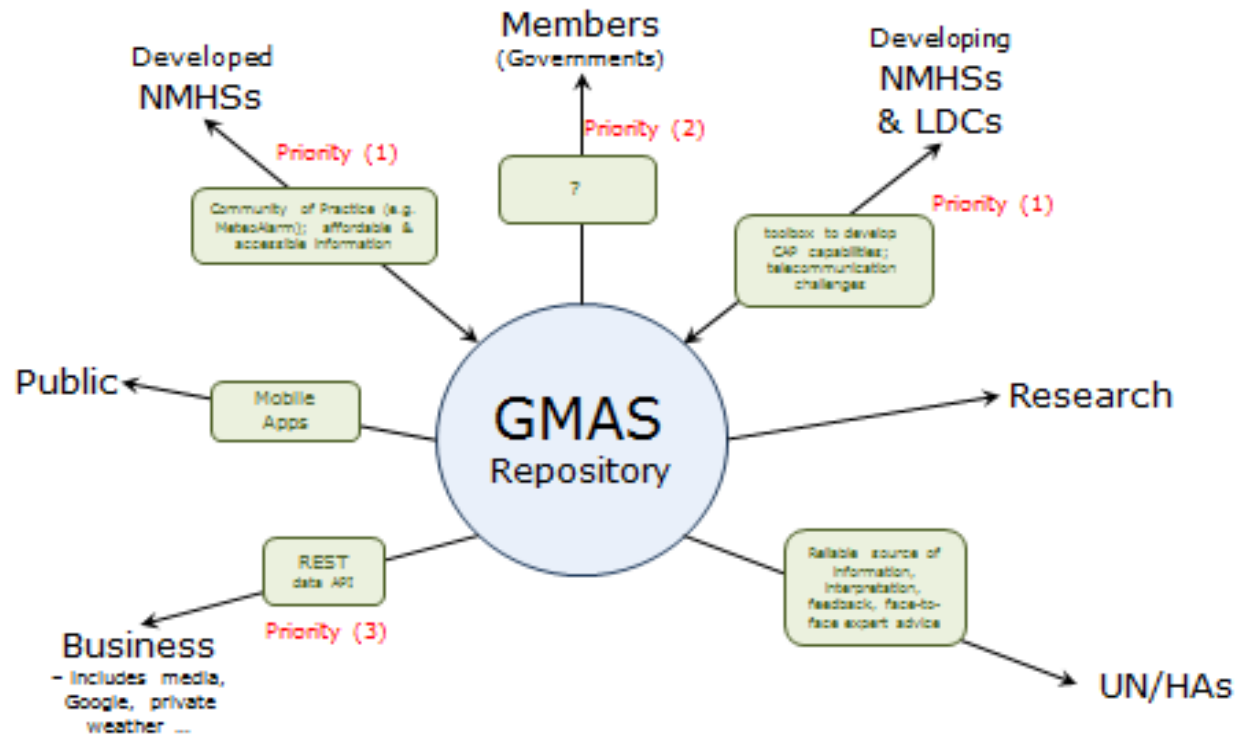 Developed
NMHSs
Priority (1)
Community of Practice (e.g.
MeteoAlarm); affordable &
accessible information
Members
(Governments)
Priority (2)
?
Developing
NMHSs
& LDCs
Priority (1)
toolbox to develop
CAP capabilities;
telecommunication
challenges
Public
Mobile
Apps
GMAS
Repository
Research
REST
data API
Priority (3)
Business
– includes media,
Google, private
weather ...
Reliable source of
information,
interpretation,
feedback, face-to-
face expert advice
UN/HAs